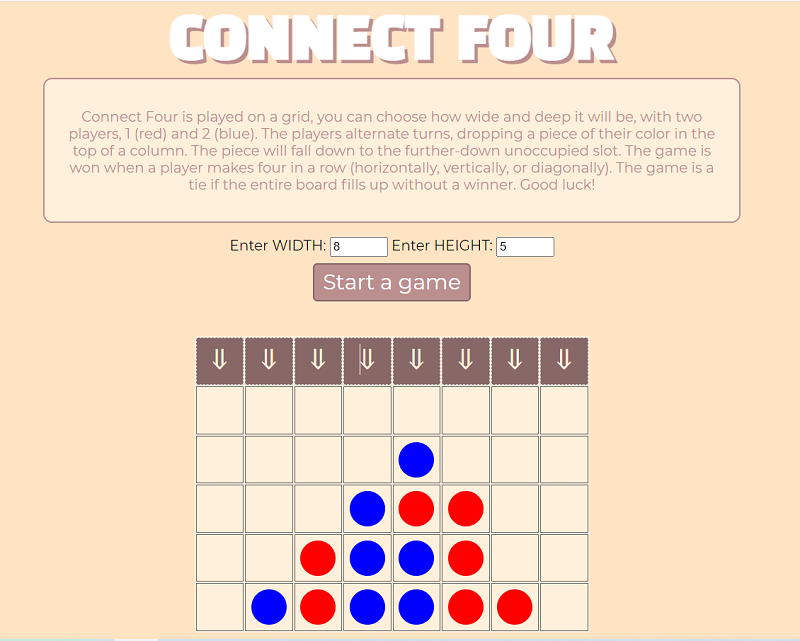 CONNECT FOUR
Connect Four is played on a grid, you can choose how wide and deep it will be, with two
players, 1 (red) and 2 (blue). The players alternate turns, dropping a piece of their color in the
top of a column. The piece will fall down to the further-down unoccupied slot. The game is
won when a player makes four in a row (horizontally, vertically, or diagonally). The game is a
tie if the entire board fills up without a winner. Good luck!
Enter WIDTH: 8 Enter HEIGHT: 5
Start a game
⇓ ⇓ ⇓ ⇓ ⇓ ⇓ ⇓ ⇓